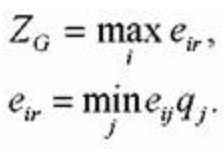 Z_G = max_i e_ir,
e_ir = min_j e_ij q_j.